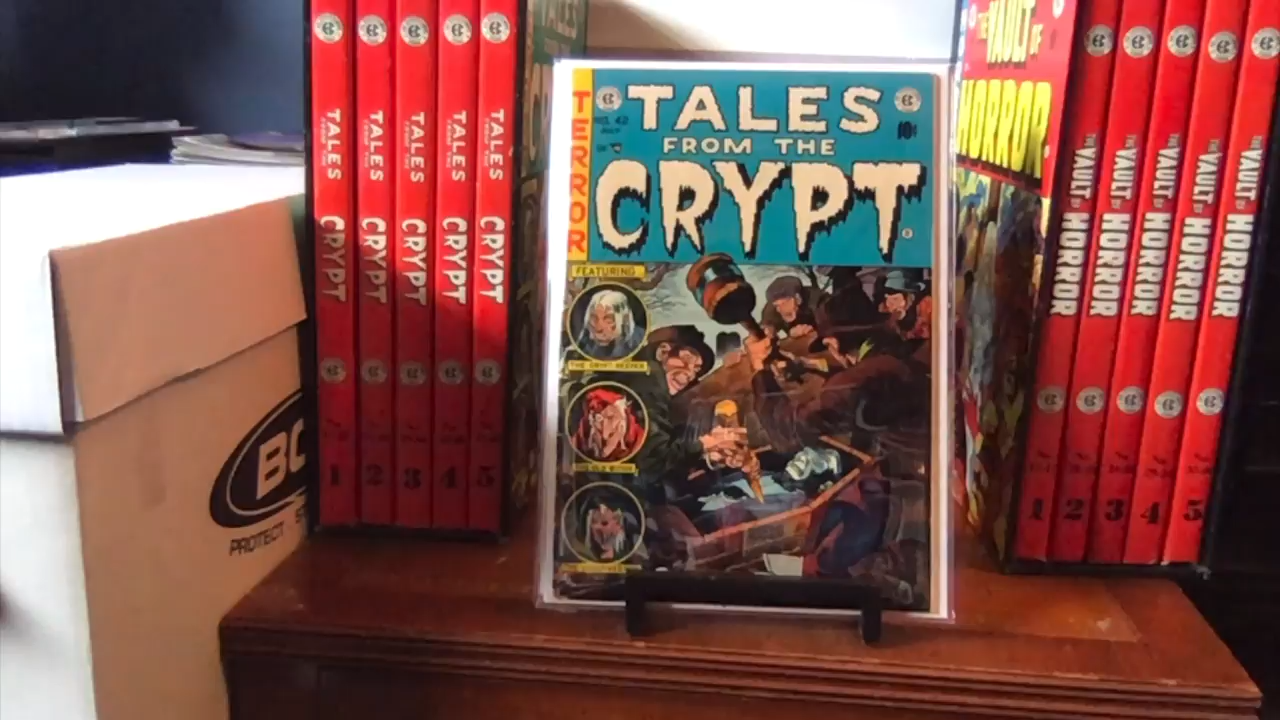 TALES FROM THE CRYPT
TALES FROM THE CRYPT
TALES FROM THE CRYPT
TALES FROM THE CRYPT
TALES FROM THE CRYPT
1
2
3
4
5
BC
PROTECT
TERROR
NO. 42
10¢
TALES
FROM THE
CRYPT
FEATURING
THE CRYPT KEEPER
THE OLD WITCH
THE VAULT OF
HORROR
THE VAULT OF HORROR
THE VAULT OF HORROR
THE VAULT OF HORROR
THE VAULT OF HORROR
THE VAULT OF HORROR
1
2
3
4
5